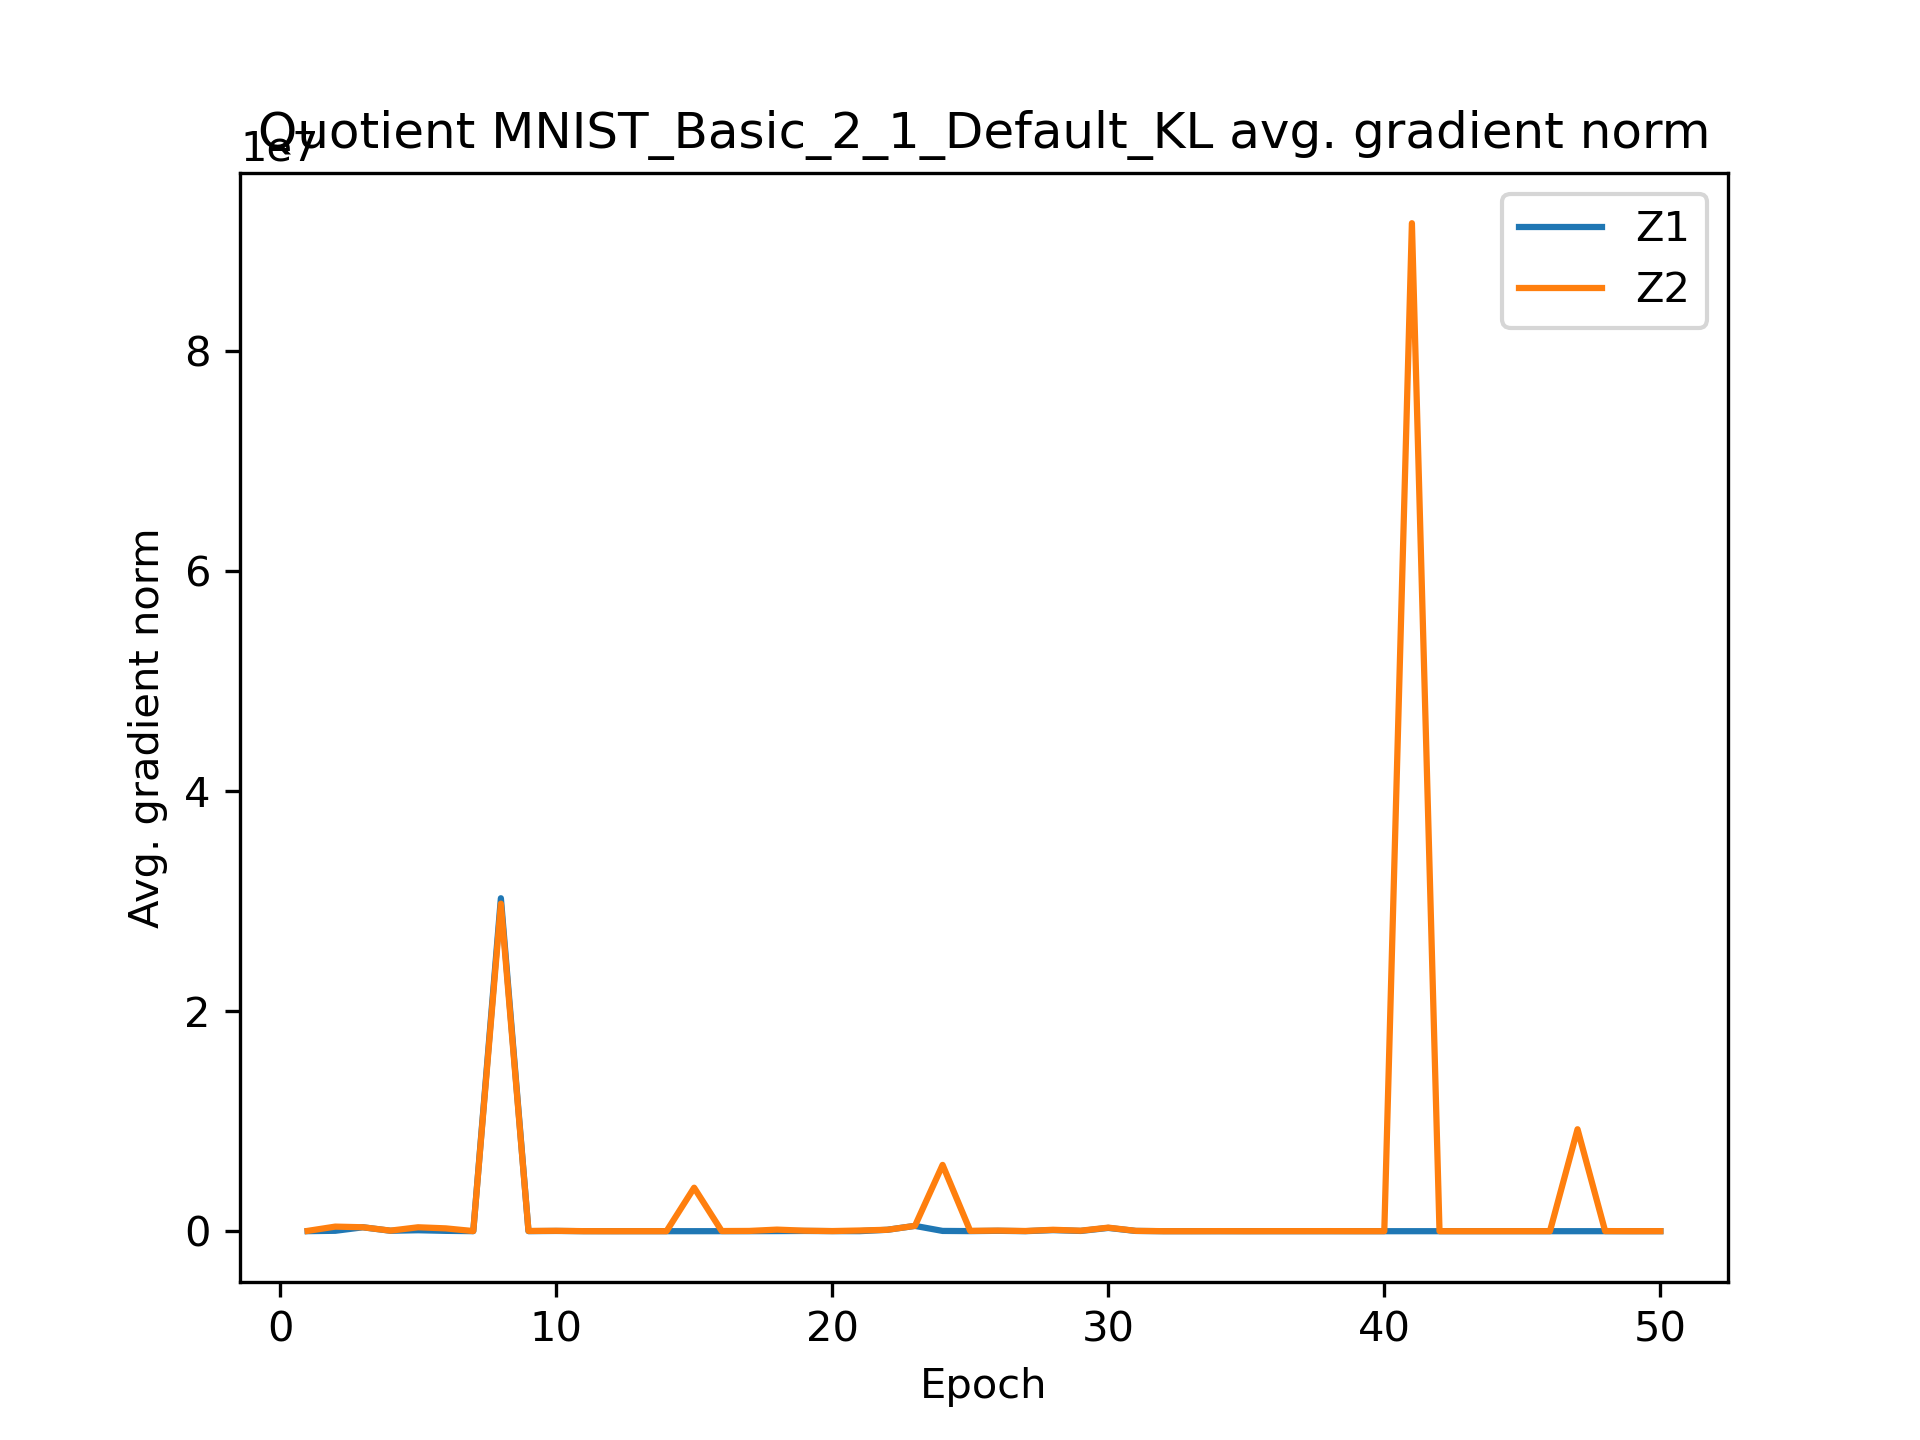 Quotient MNIST_Basic_2_1_Default_KL avg. gradient norm
1e7
Z1
Z2
Avg. gradient norm
8
6
4
2
0
0 10 20 30 40 50
Epoch